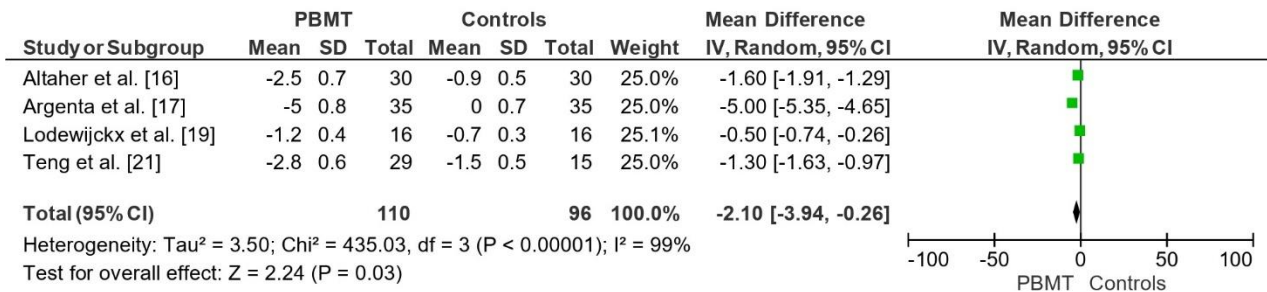 PBMT Controls Mean Difference Mean Difference
Study or Subgroup Mean SD Total Mean SD Total Weight IV, Random, 95% CI IV, Random, 95% CI
Altaher et al. [16] -2.5 0.7 30 -0.9 0.5 30 25.0% -1.60 [-1.91, -1.29]
Argenta et al. [17] -5 0.8 35 0 0.7 35 25.0% -5.00 [-5.35, -4.65]
Lodewijckx et al. [19] -1.2 0.4 16 -0.7 0.3 16 25.1% -0.50 [-0.74, -0.26]
Teng et al. [21] -2.8 0.6 29 -1.5 0.5 15 25.0% -1.30 [-1.63, -0.97]
Total (95% CI) 110 96 100.0% -2.10 [-3.94, -0.26]
Heterogeneity: Tau² = 3.50; Chi² = 435.03, df = 3 (P < 0.00001); I² = 99%
Test for overall effect: Z = 2.24 (P = 0.03)
-100 -50 0 50 100
PBMT Controls